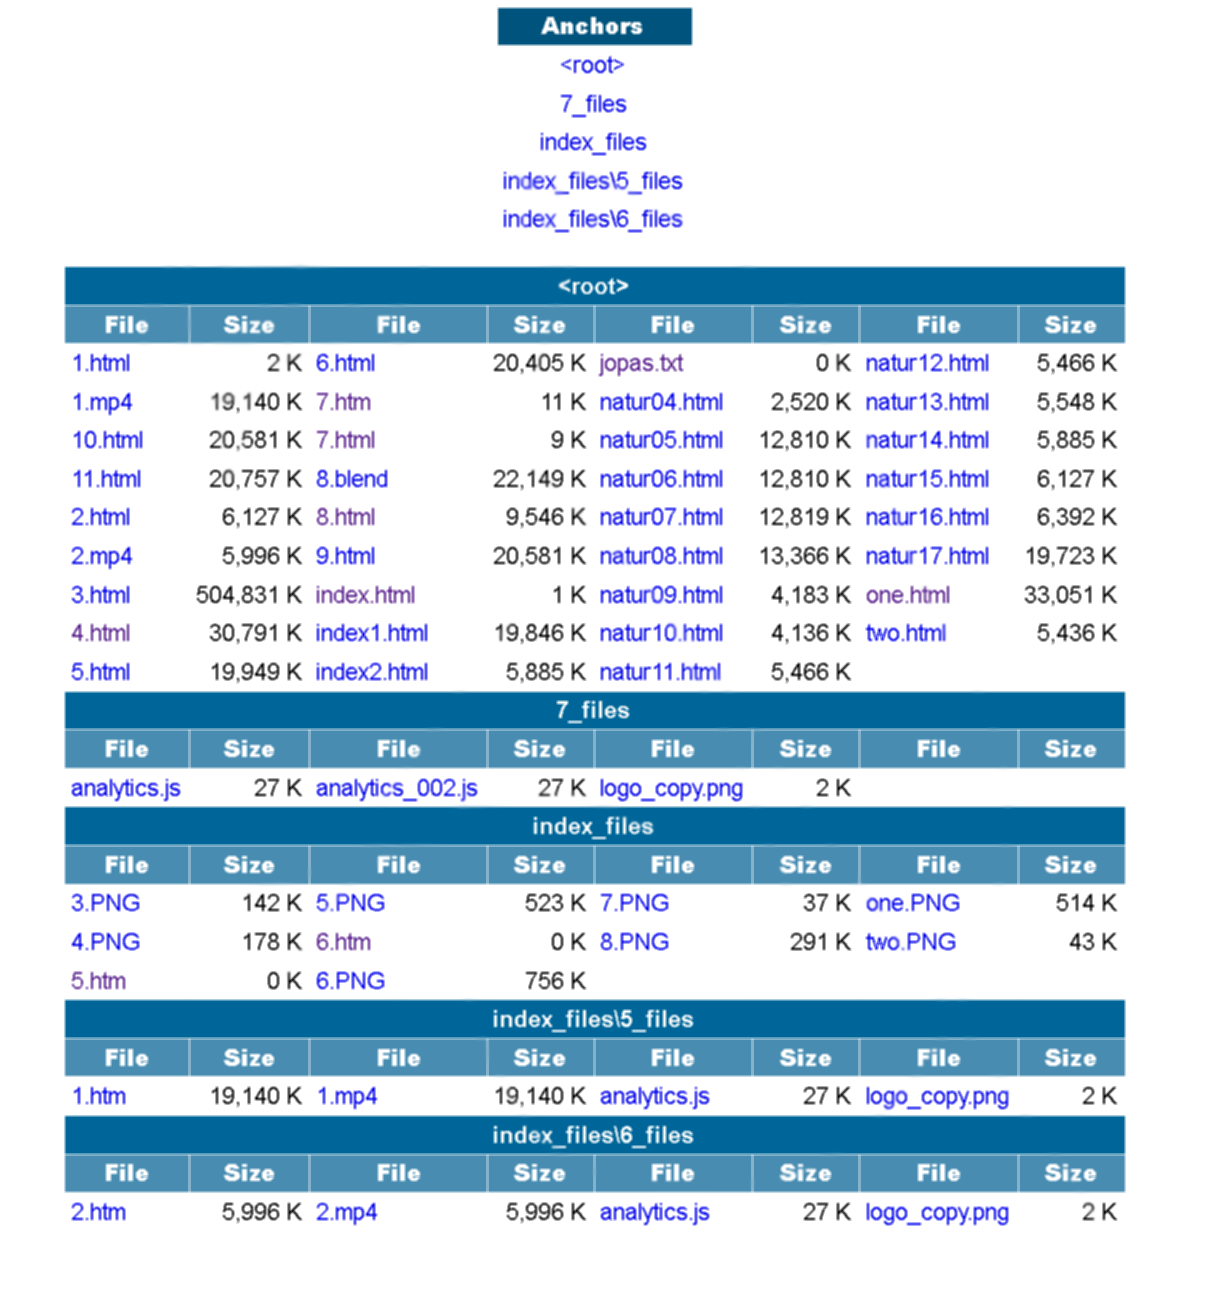 Anchors
<root>
7_files
index_files
index_files\5_files
index_files\6_files
<root>
File Size File Size File Size File Size
1.html 2 K 6.html 20,405 K jopas.txt 0 K natur12.html 5,466 K
1.mp4 19,140 K 7.htm 11 K natur04.html 2,520 K natur13.html 5,548 K
10.html 20,581 K 7.html 9 K natur05.html 12,810 K natur14.html 5,885 K
11.html 20,757 K 8.blend 22,149 K natur06.html 12,810 K natur15.html 6,127 K
2.html 6,127 K 8.html 9,546 K natur07.html 12,819 K natur16.html 6,392 K
2.mp4 5,996 K 9.html 20,581 K natur08.html 13,366 K natur17.html 19,723 K
3.html 504,831 K index.html 1 K natur09.html 4,183 K one.html 33,051 K
4.html 30,791 K index1.html 19,846 K natur10.html 4,136 K two.html 5,436 K
5.html 19,949 K index2.html 5,885 K natur11.html 5,466 K
7_files
File Size File Size File Size File Size
analytics.js 27 K analytics_002.js 27 K logo_copy.png 2 K
index_files
File Size File Size File Size File Size
3.PNG 142 K 5.PNG 523 K 7.PNG 37 K one.PNG 514 K
4.PNG 178 K 6.htm 0 K 8.PNG 291 K two.PNG 43 K
5.htm 0 K 6.PNG 756 K
index_files\5_files
File Size File Size File Size File Size
1.htm 19,140 K 1.mp4 19,140 K analytics.js 27 K logo_copy.png 2 K
index_files\6_files
File Size File Size File Size File Size
2.htm 5,996 K 2.mp4 5,996 K analytics.js 27 K logo_copy.png 2 K